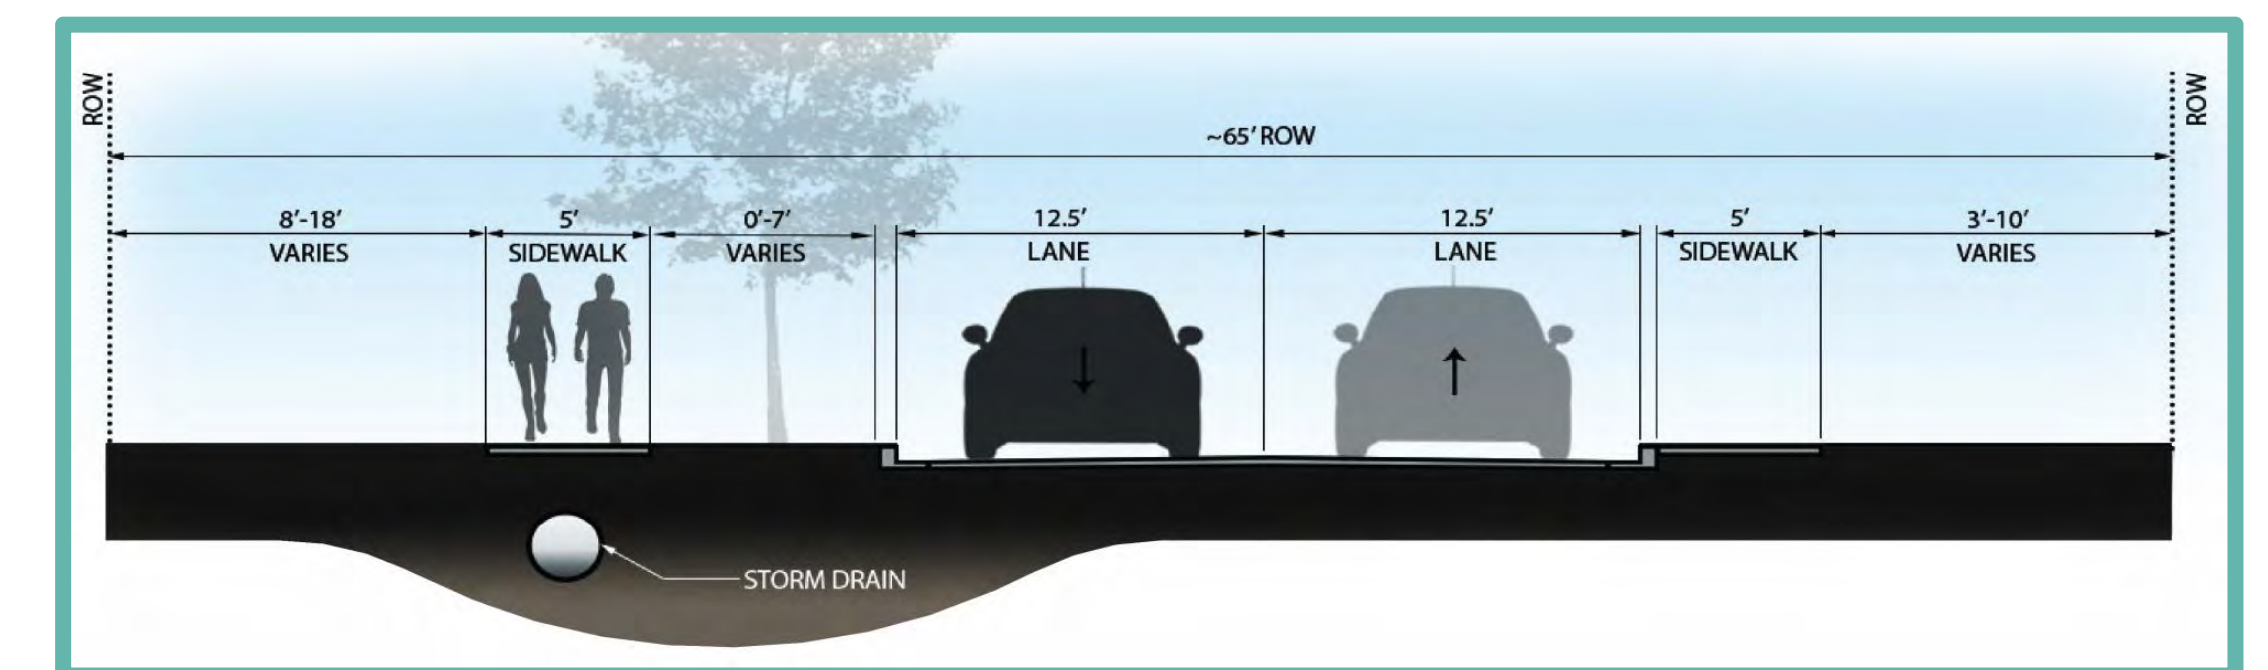 ROW
ROW
~65' ROW
8'-18'
VARIES
5'
SIDEWALK
0'-7'
VARIES
12.5'
LANE
12.5'
LANE
5'
SIDEWALK
3'-10'
VARIES
STORM DRAIN